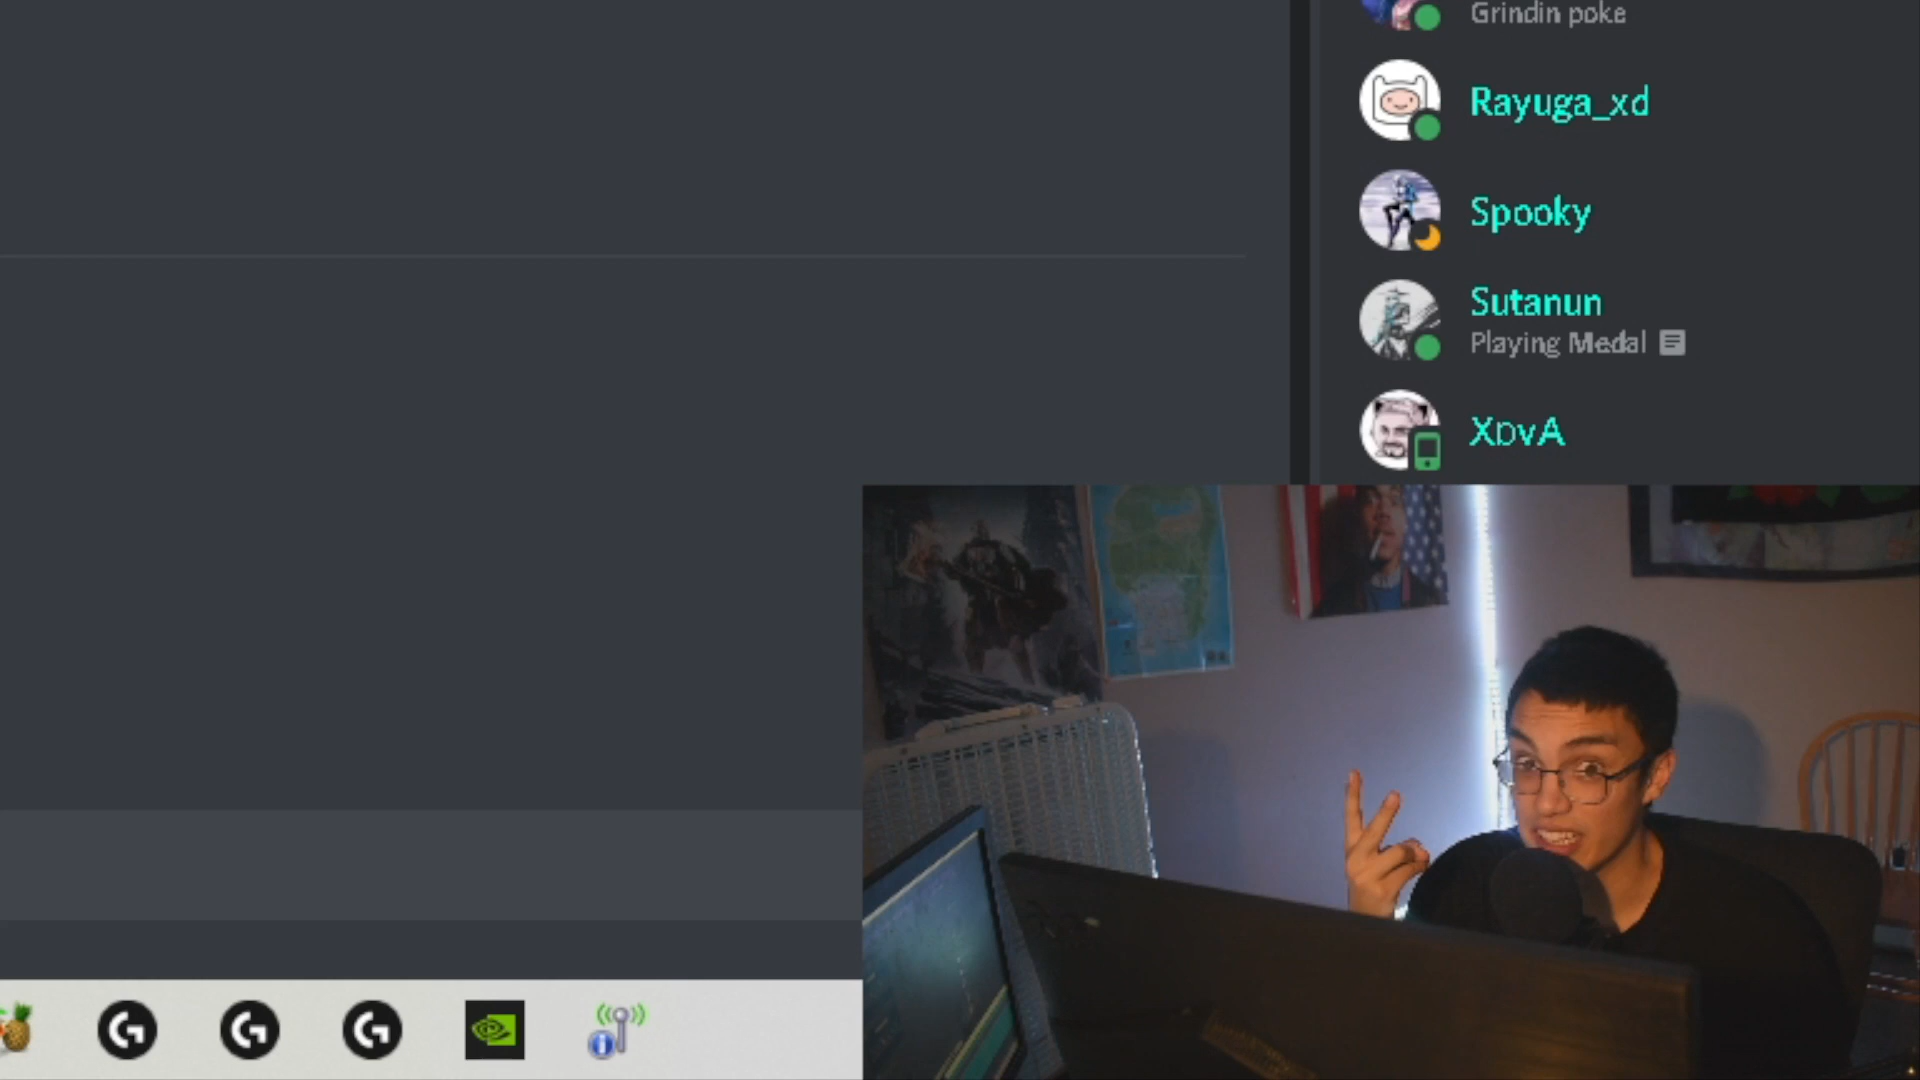 Grindin poke
Rayuga_xd
Spooky
Sutanun
Playing Medal
XDvA